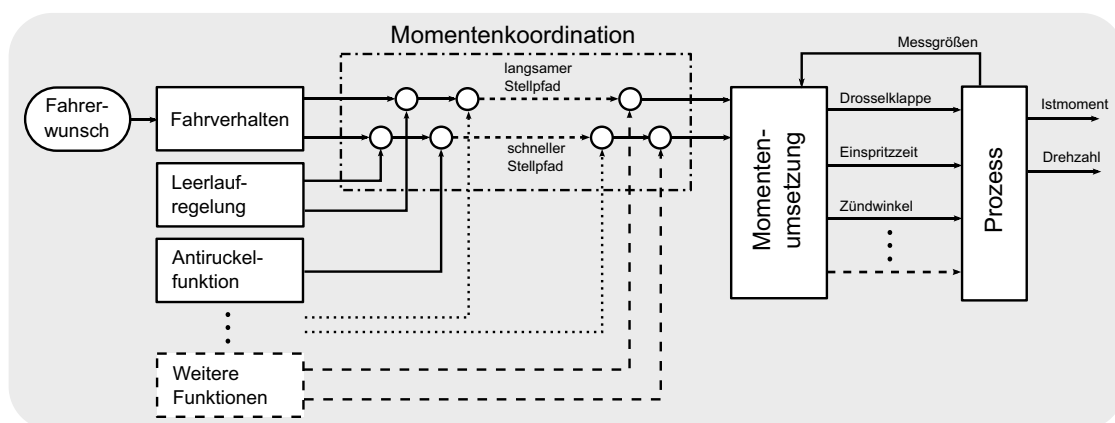 Momentenkoordination
Messgrößen
langsamer
Stellpfad
Fahrer-
wunsch
Fahrverhalten
Drosselklappe
Istmoment
schneller
Stellpfad
Einspritzzeit
Drehzahl
Momenten-
umsetzung
Prozess
Leerlauf-
regelung
Zündwinkel
Antiruckel-
funktion
Weitere
Funktionen